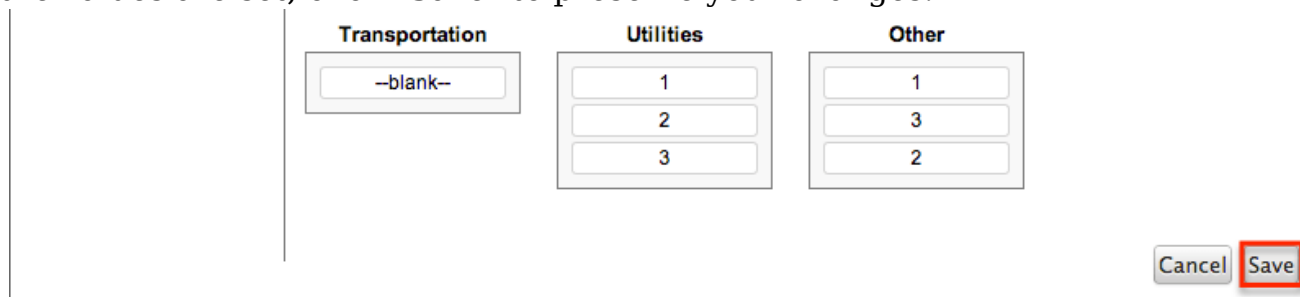 Transportation Utilities Other
--blank-- 1 1
2 3
3 2
Cancel Save